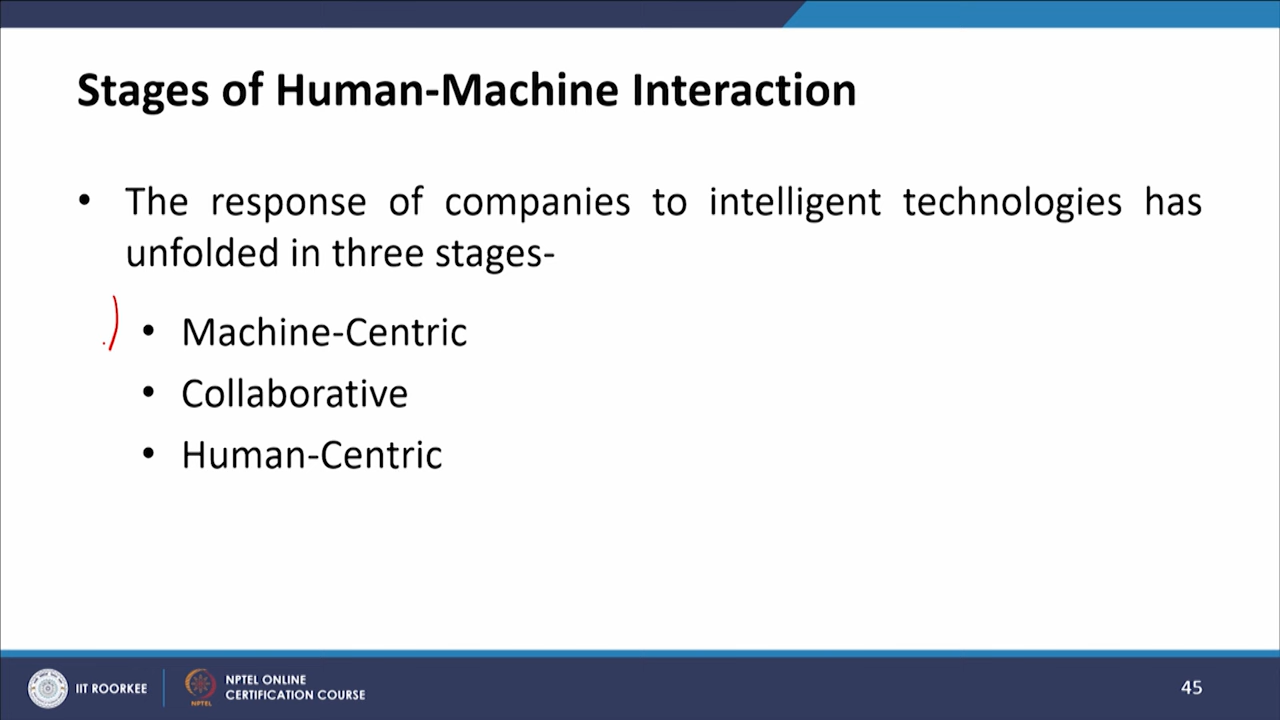 Stages of Human-Machine Interaction
• The response of companies to intelligent technologies has
unfolded in three stages-
• Machine-Centric
• Collaborative
• Human-Centric
IIT ROORKEE
NPTEL
NPTEL ONLINE
CERTIFICATION COURSE
45